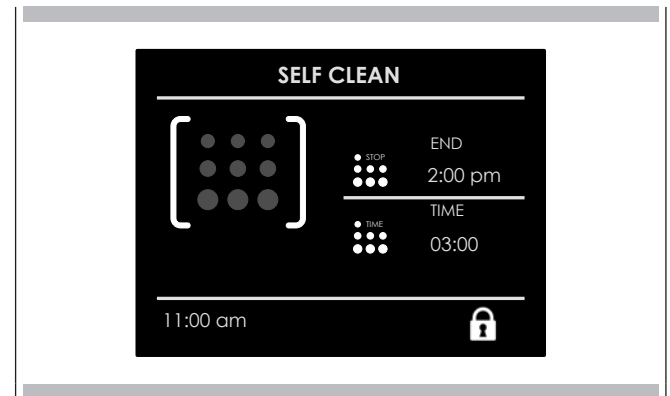 SELF CLEAN
STOP
END
2:00 pm
TIME
TIME
03:00
11:00 am